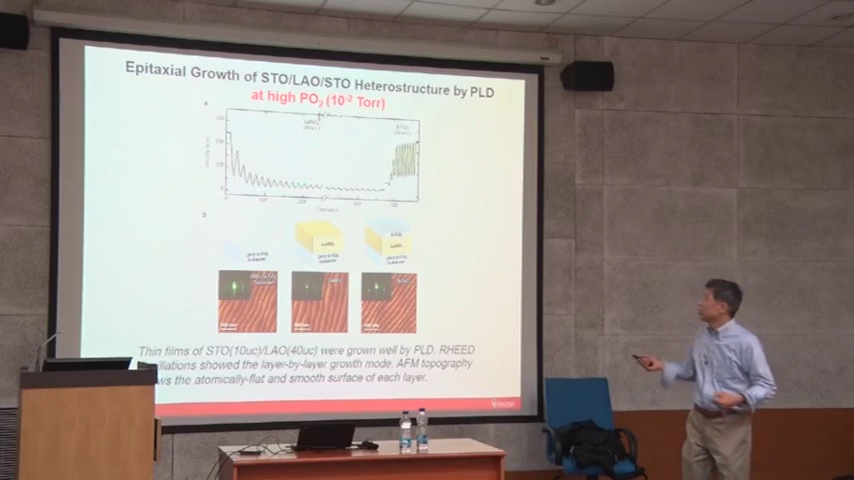 Epitaxial Growth of STO/LAO/STO Heterostructure by PLD
at high PO2 (10-2 Torr)
a
b
Thin films of STO(10uc)/LAO(40uc) were grown well by PLD. RHEED
illations showed the layer-by-layer growth mode. AFM topography
ws the atomically-flat and smooth surface of each layer.